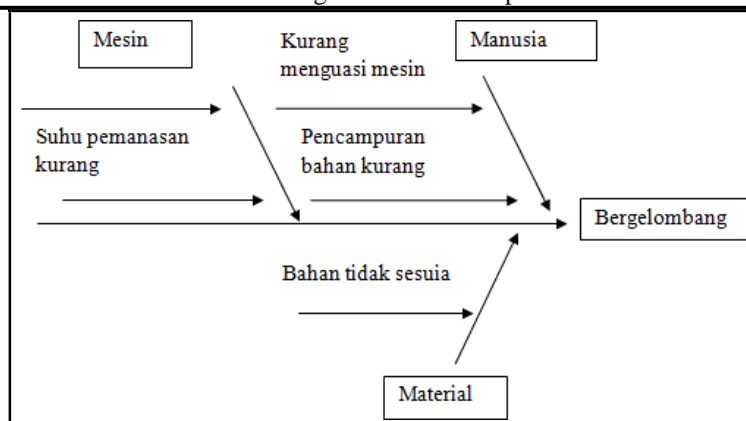 Mesin
Kurang
menguasi mesin
Manusia
Suhu pemanasan
kurang
Pencampuran
bahan kurang
Bergelombang
Bahan tidak sesuia
Material